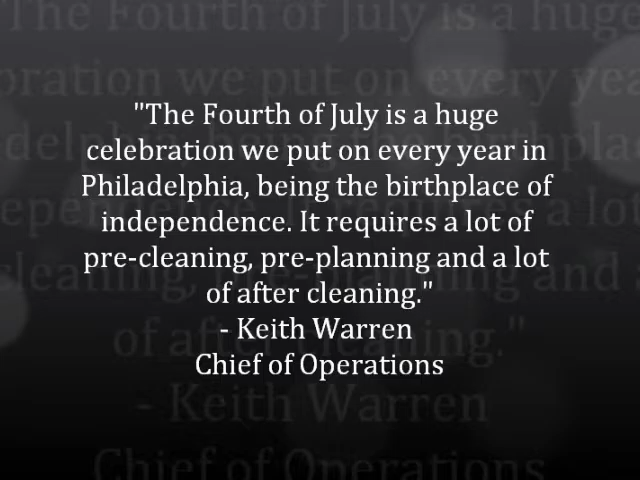 "The Fourth of July is a huge
celebration we put on every year in
Philadelphia, being the birthplace of
independence. It requires a lot of
pre-cleaning, pre-planning and a lot
of after cleaning."
- Keith Warren
Chief of Operations